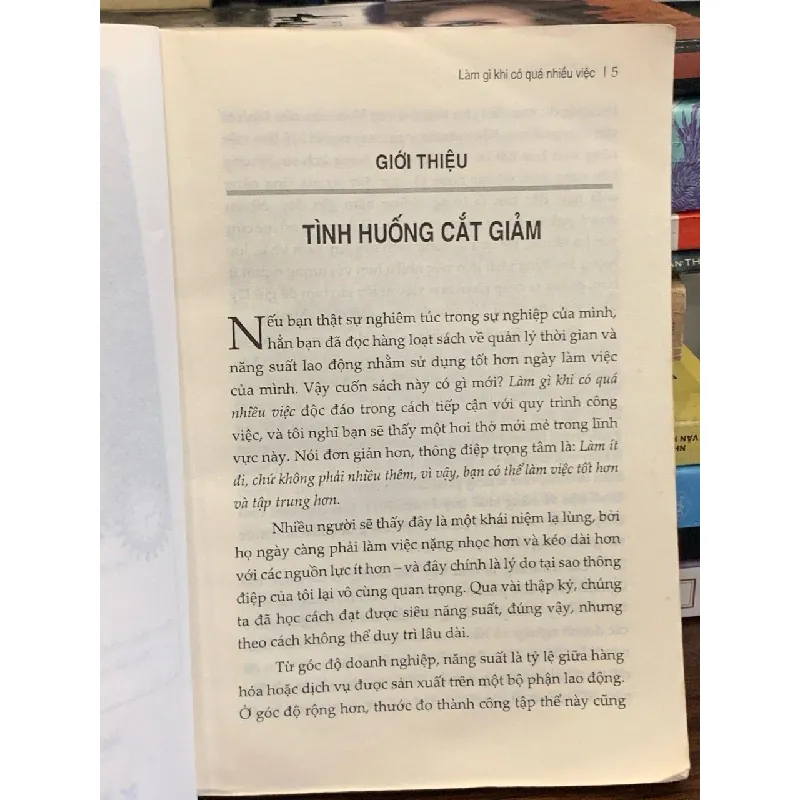 Làm gì khi có quá nhiều việc | 5
GIỚI THIỆU
TÌNH HUỐNG CẮT GIẢM
Nếu bạn thật sự nghiêm túc trong sự nghiệp của mình,
hẳn bạn đã đọc hàng loạt sách về quản lý thời gian và
năng suất lao động nhằm sử dụng tốt hơn ngày làm việc
của mình. Vậy cuốn sách này có gì mới? Làm gì khi có quá
nhiều việc độc đáo trong cách tiếp cận với quy trình công
việc, và tôi nghĩ bạn sẽ thấy một hơi thở mới mẻ trong lĩnh
vực này. Nói đơn giản hơn, thông điệp trọng tâm là: Làm ít
đi, chứ không phải nhiều thêm, vì vậy, bạn có thể làm việc tốt hơn
và tập trung hơn.
Nhiều người sẽ thấy đây là một khái niệm lạ lùng, bởi
họ ngày càng phải làm việc nặng nhọc hơn và kéo dài hơn
với các nguồn lực ít hơn – và đây chính là lý do tại sao thông
điệp của tôi lại vô cùng quan trọng. Qua vài thập kỷ, chúng
ta đã học cách đạt được siêu năng suất, đúng vậy, nhưng
theo cách không thể duy trì lâu dài.
Từ góc độ doanh nghiệp, năng suất là tỷ lệ giữa hàng
hóa hoặc dịch vụ được sản xuất trên một bộ phận lao động.
Ở góc độ rộng hơn, thước đo thành công tập thể này cũng